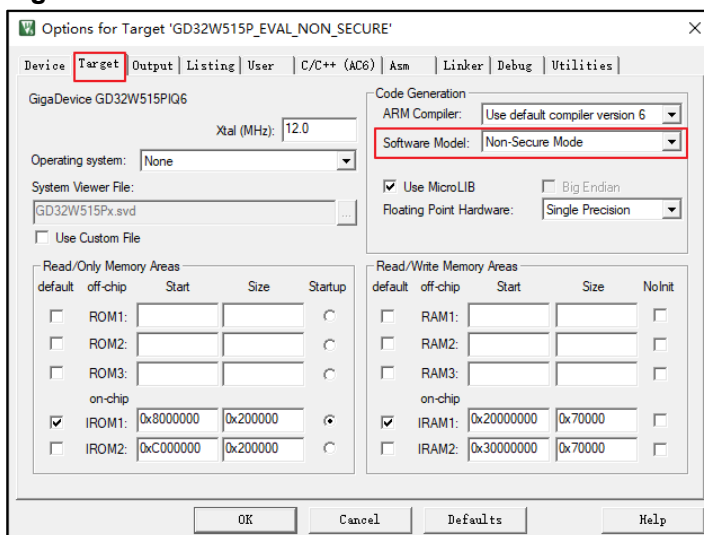 Options for Target 'GD32W515P_EVAL_NON_SECURE'
Device Target Output Listing User C/C++ (AC6) Asm Linker Debug Utilities
GigaDevice GD32W515PIQ6
Xtal (MHz): 12.0
Operating system: None
System Viewer File:
GD32W515Px.svd ...
Use Custom File
Code Generation
ARM Compiler: Use default compiler version 6
Software Model: Non-Secure Mode
Use MicroLIB Big Endian
Floating Point Hardware: Single Precision
Read/Only Memory Areas
default off-chip Start Size Startup
ROM1:
ROM2:
ROM3:
on-chip
IROM1: 0x8000000 0x200000
IROM2: 0xC000000 0x200000
Read/Write Memory Areas
default off-chip Start Size NoInit
RAM1:
RAM2:
RAM3:
on-chip
IRAM1: 0x20000000 0x70000
IRAM2: 0x30000000 0x70000
OK Cancel Defaults Help